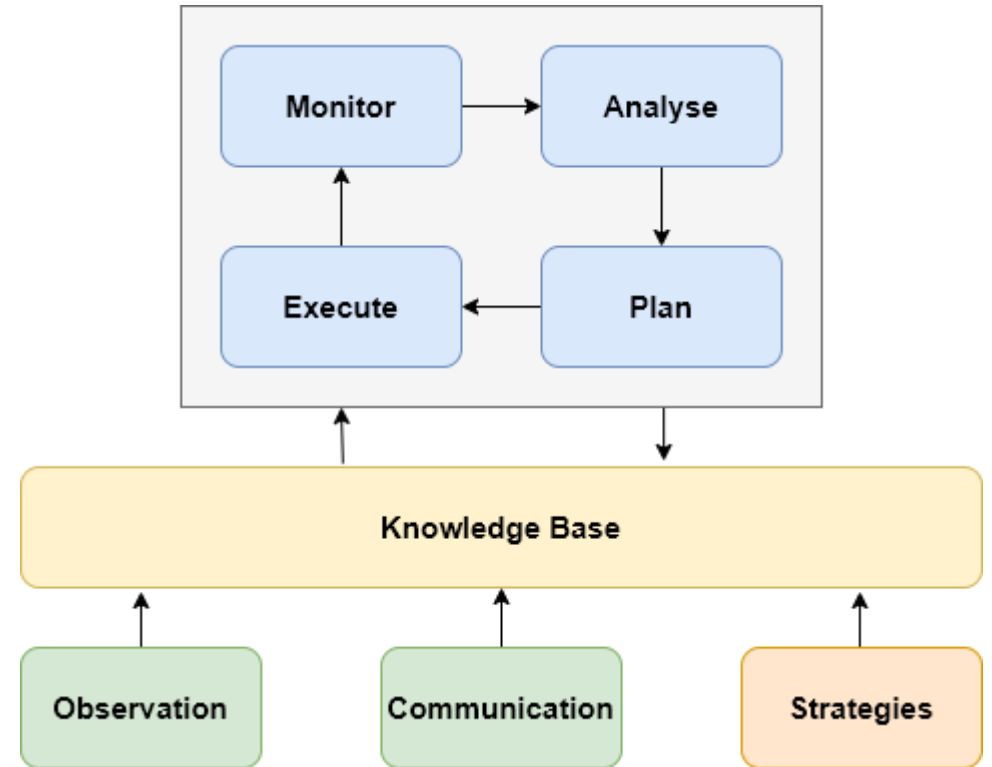 Monitor
Analyse
Execute
Plan
Knowledge Base
Observation
Communication
Strategies